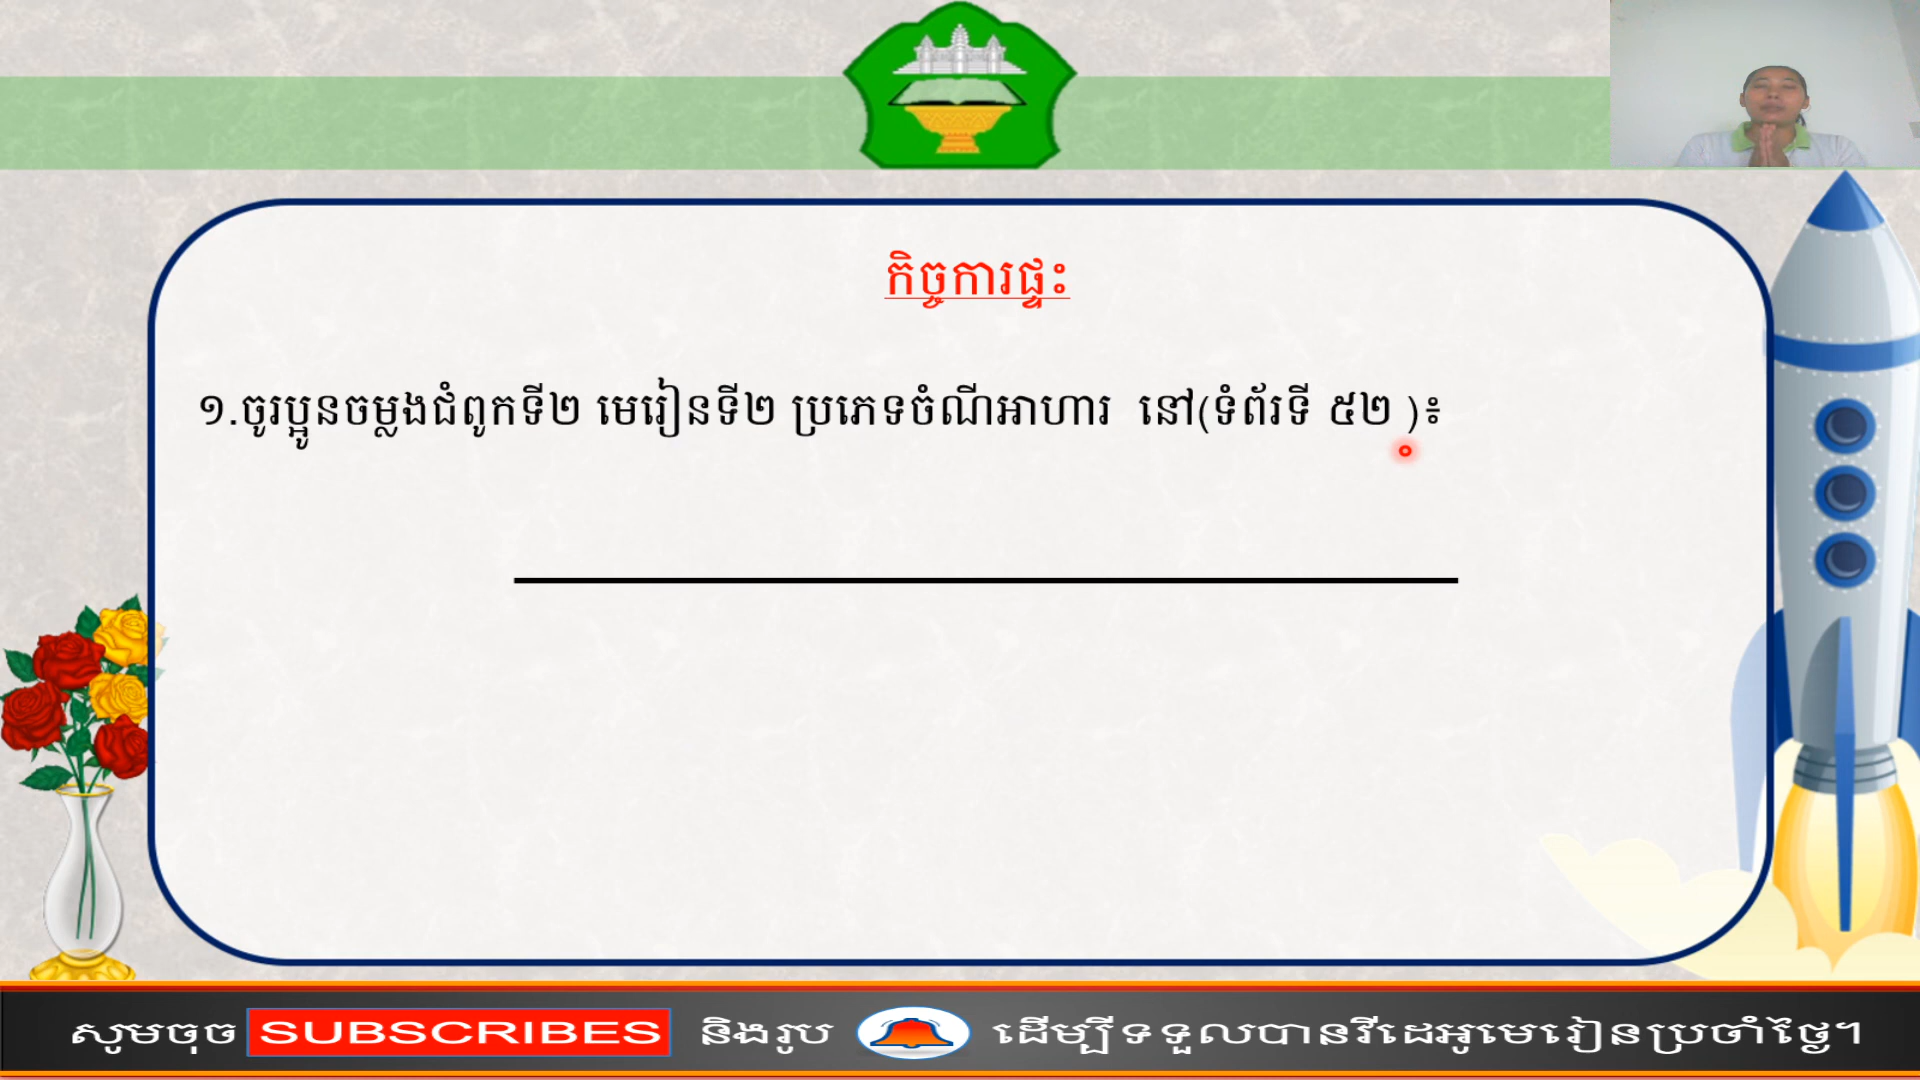 កិច្ចការផ្ទះ
១.ចូរប្អូនចម្លងជំពូកទី២ មេរៀនទី២ ប្រភេទចំណីអាហារ នៅ(ទំព័រទី ៥២ )៖
សូមចុច SUBSCRIBES និងរូប ដើម្បីទទួលបានវីដេអូមេរៀនប្រចាំថ្ងៃ។